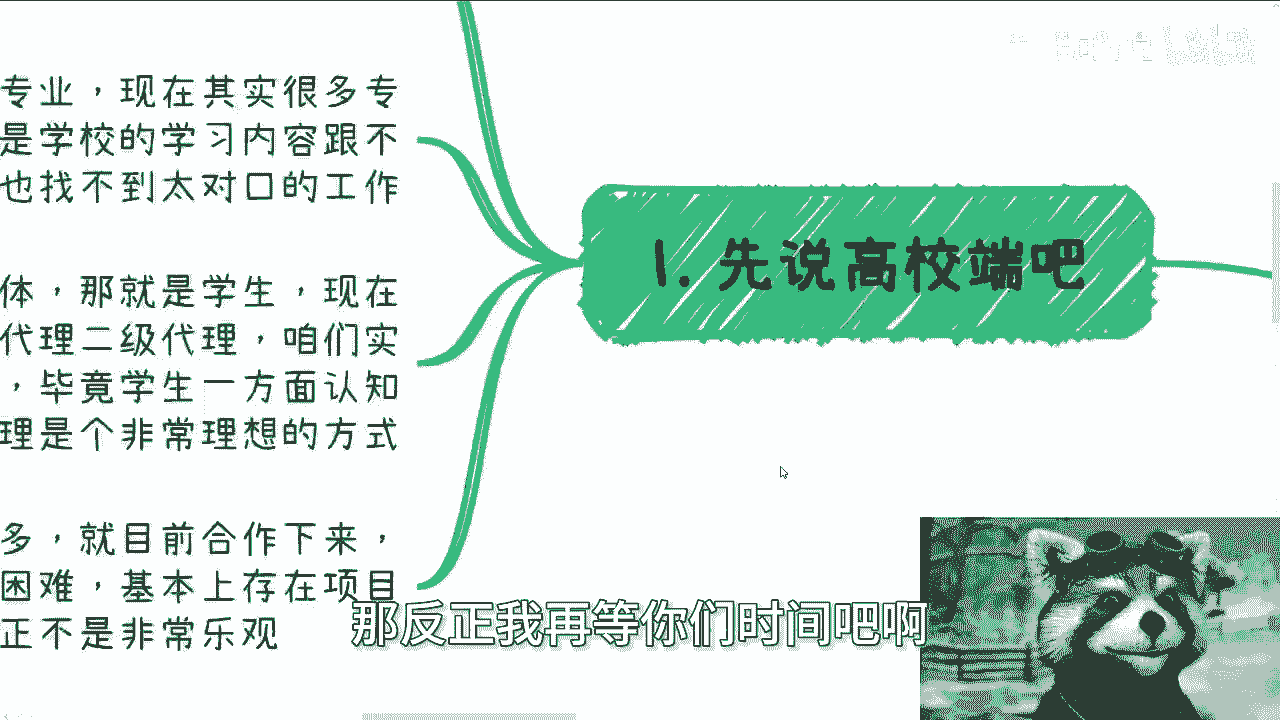 专业，现在其实很多专
是学校的学习内容跟不
也找不到太对口的工作
体，那就是学生，现在
代理二级代理，咱们实
，毕竟学生一方面认知
理是个非常理想的方式
多，就目前合作下来，
困难，基本上存在项目
正不是非常乐观
1. 先说高校端吧
那反正我再等你们时间吧啊